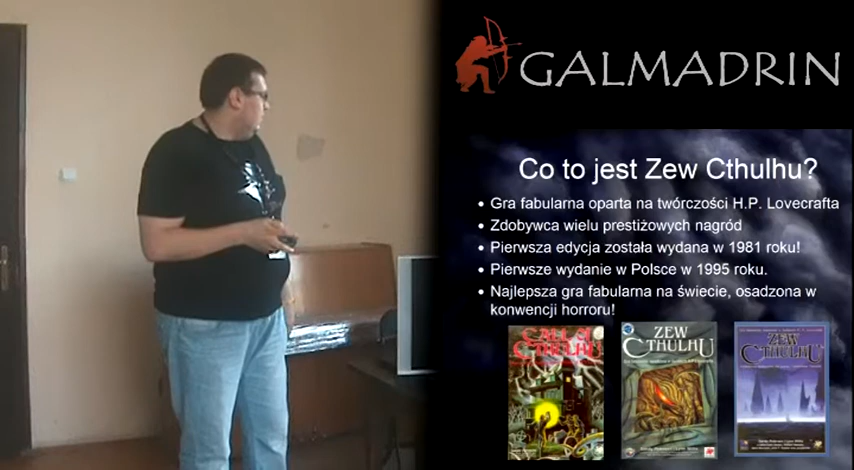 GALMADRIN
Co to jest Zew Cthulhu?
• Gra fabularna oparta na twórczości H.P. Lovecrafta
• Zdobywca wielu prestiżowych nagród
• Pierwsza edycja została wydana w 1981 roku!
• Pierwsze wydanie w Polsce w 1995 roku.
• Najlepsza gra fabularna na świecie, osadzona w
konwencji horroru!
CALL of
CTHULHU
ZEW
CTHULHU
ZEW
CTHULHU